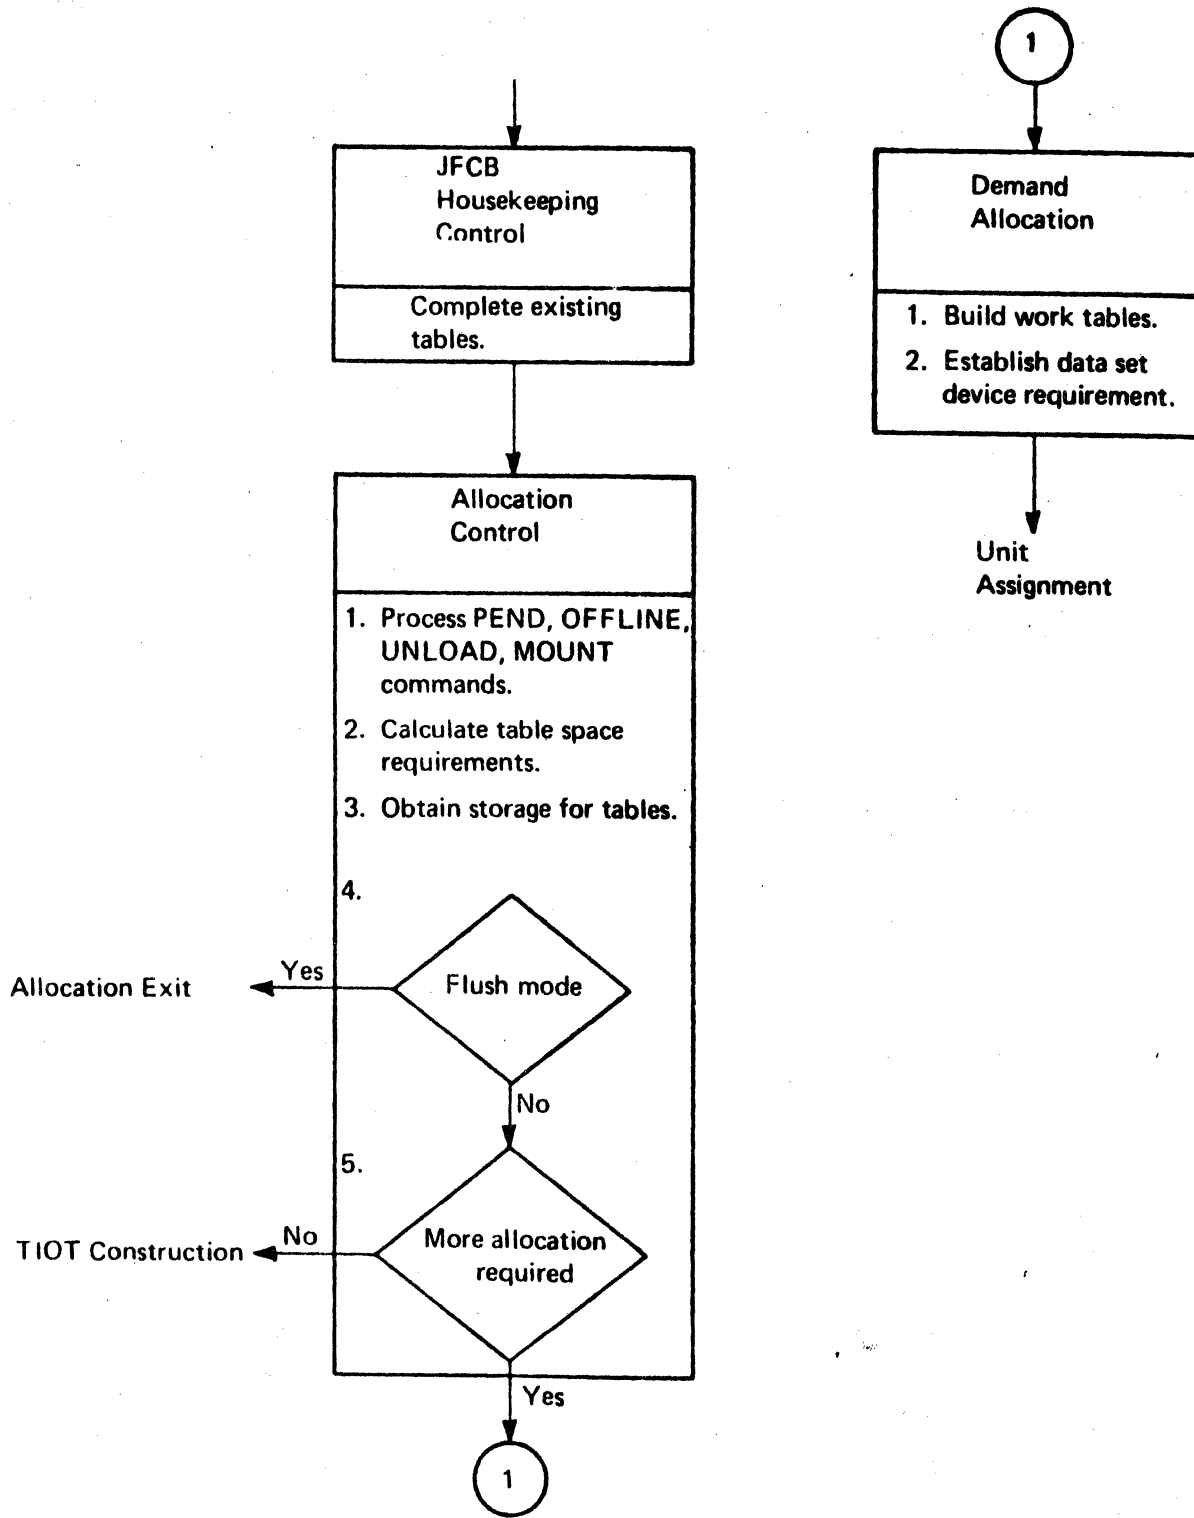 JFCB
Housekeeping
Control
Complete existing
tables.
Allocation
Control
1. Process PEND, OFFLINE,
UNLOAD, MOUNT
commands.
2. Calculate table space
requirements.
3. Obtain storage for tables.
4.
Flush mode
Yes
Allocation Exit
No
5.
More allocation
required
No
TIOT Construction
Yes
1
1
Demand
Allocation
1. Build work tables.
2. Establish data set
device requirement.
Unit
Assignment